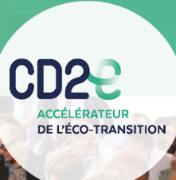 CD2e
ACCÉLÉRATEUR
DE L'ÉCO-TRANSITION